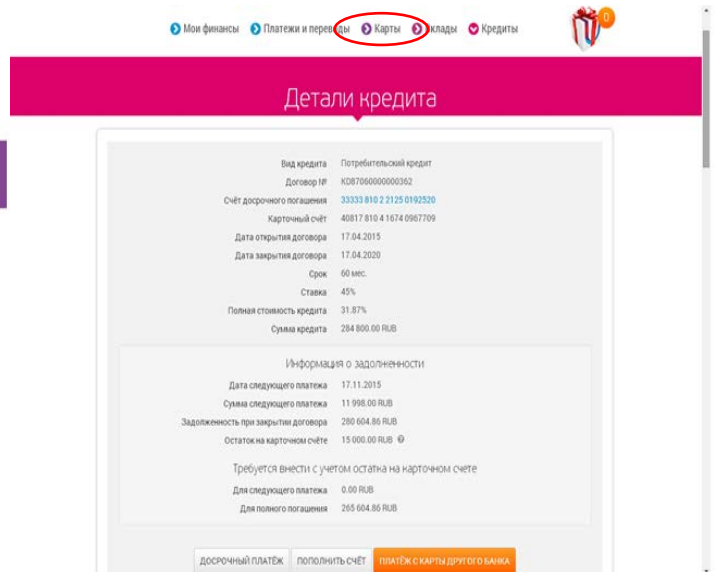 Мои финансы Платежи и переводы Карты Вклады Кредиты 0
Детали кредита
Вид кредита Потребительский кредит
Договор № KD87060000000362
Счёт досрочного погашения 33333 810 2 2125 0192520
Карточный счёт 40817 810 4 1674 0967709
Дата открытия договора 17.04.2015
Дата закрытия договора 17.04.2020
Срок 60 мес.
Ставка 45%
Полная стоимость кредита 31.87%
Сумма кредита 284 800.00 RUB
Информация о задолженности
Дата следующего платежа 17.11.2015
Сумма следующего платежа 11 998.00 RUB
Задолженность при закрытии договора 280 604.86 RUB
Остаток на карточном счёте 15 000.00 RUB
Требуется внести с учетом остатка на карточном счете
Для следующего платежа 0.00 RUB
Для полного погашения 265 604.86 RUB
ДОСРОЧНЫЙ ПЛАТЁЖ ПОПОЛНИТЬ СЧЁТ ПЛАТЁЖ С КАРТЫ ДРУГОГО БАНКА